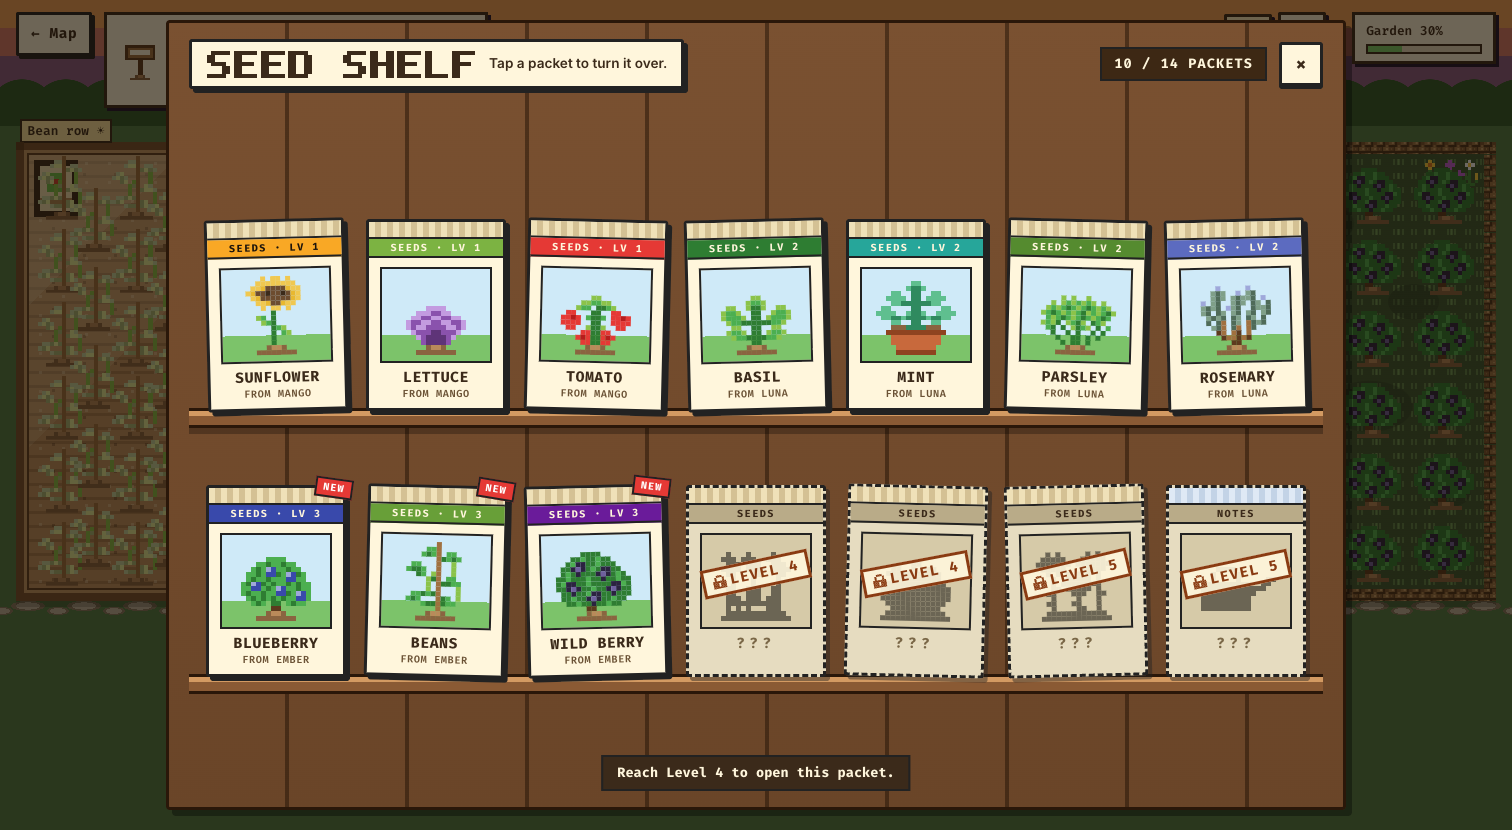 ← Map
SEED SHELF
Tap a packet to turn it over.
10 / 14 PACKETS
×
Garden 30%
Bean row *
SEEDS · LV 1
SUNFLOWER
FROM MANGO
SEEDS · LV 1
LETTUCE
FROM MANGO
SEEDS · LV 1
TOMATO
FROM MANGO
SEEDS · LV 2
BASIL
FROM LUNA
SEEDS · LV 2
MINT
FROM LUNA
SEEDS · LV 2
PARSLEY
FROM LUNA
SEEDS · LV 2
ROSEMARY
FROM LUNA
NEW
SEEDS · LV 3
BLUEBERRY
FROM EMBER
NEW
SEEDS · LV 3
BEANS
FROM EMBER
NEW
SEEDS · LV 3
WILD BERRY
FROM EMBER
SEEDS
LEVEL 4
???
SEEDS
LEVEL 4
???
SEEDS
LEVEL 5
???
NOTES
LEVEL 5
???
Reach Level 4 to open this packet.